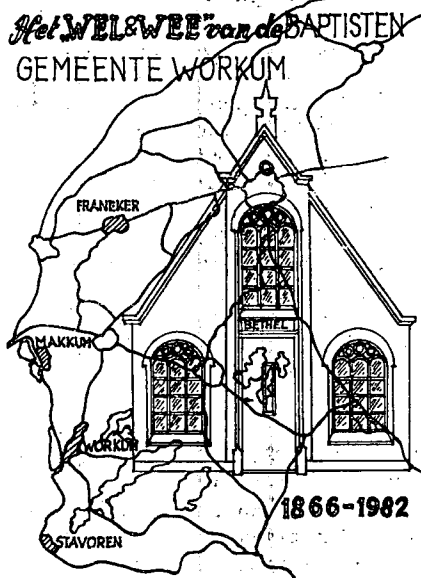 Het „WEL & WEE" van de BAPTISTEN
GEMEENTE WORKUM
FRANEKER
BETHEL
MAKKUM
WORKUM
STAVOREN
1866-1982